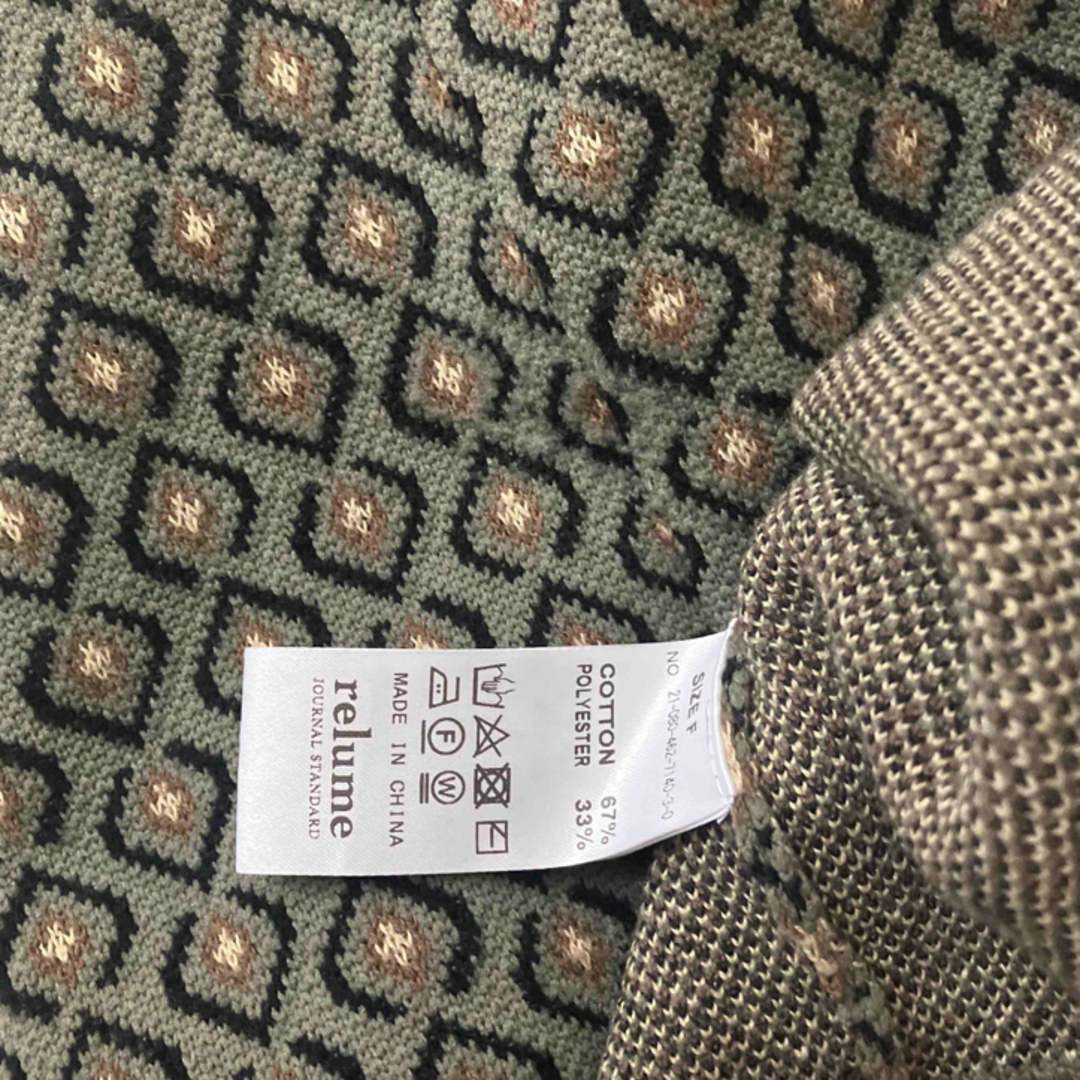 SIZE F
NO. 21-080-462-7140-3-0
COTTON 67%
POLYESTER 33%
F W
MADE IN CHINA
relume
JOURNAL STANDARD